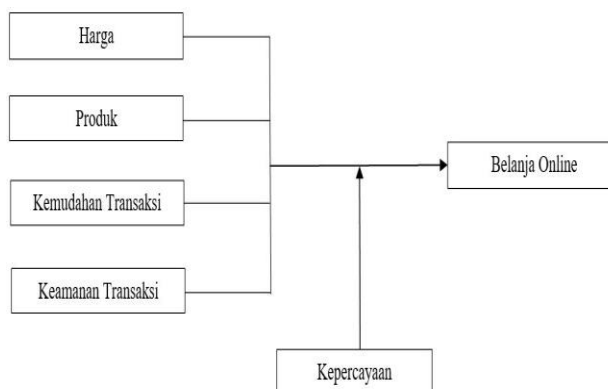 Harga
Produk
Kemudahan Transaksi
Belanja Online
Keamanan Transaksi
Kepercayaan